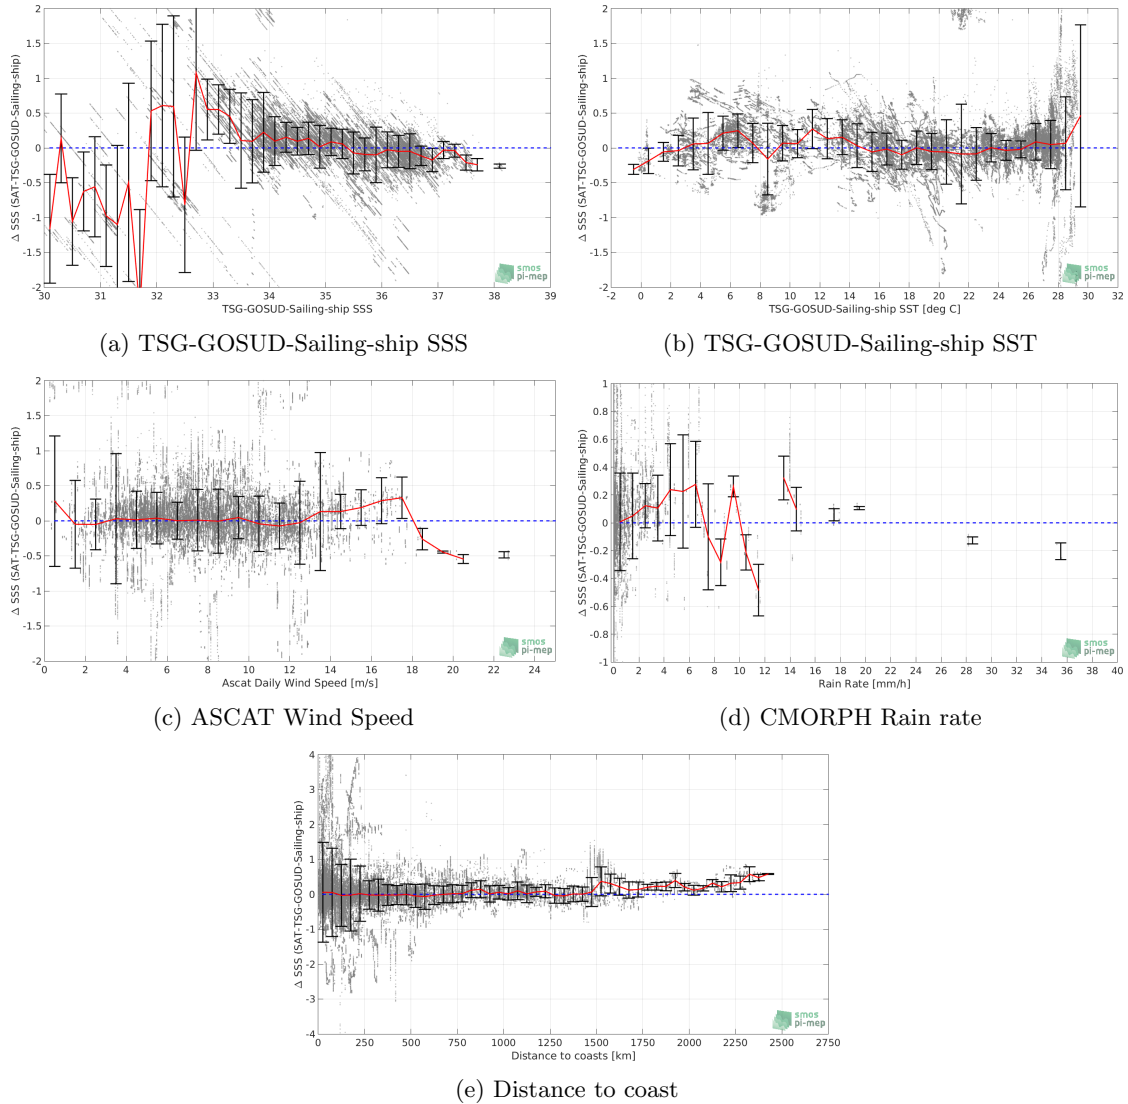 2
1.5
1
0.5
0
-0.5
-1
-1.5
-2
Δ SSS (SAT-TSG-GOSUD-Sailing-ship)
30 31 32 33 34 35 36 37 38 39
TSG-GOSUD-Sailing-ship SSS
smos
pi-mep
(a) TSG-GOSUD-Sailing-ship SSS
2
1.5
1
0.5
0
-0.5
-1
-1.5
-2
Δ SSS (SAT-TSG-GOSUD-Sailing-ship)
-2 0 2 4 6 8 10 12 14 16 18 20 22 24 26 28 30 32
TSG-GOSUD-Sailing-ship SST [deg C]
smos
pi-mep
(b) TSG-GOSUD-Sailing-ship SST
2
1.5
1
0.5
0
-0.5
-1
-1.5
-2
Δ SSS (SAT-TSG-GOSUD-Sailing-ship)
0 2 4 6 8 10 12 14 16 18 20 22 24
Ascat Daily Wind Speed [m/s]
smos
pi-mep
(c) ASCAT Wind Speed
1
0.8
0.6
0.4
0.2
0
-0.2
-0.4
-0.6
-0.8
-1
Δ SSS (SAT-TSG-GOSUD-Sailing-ship)
0 2 4 6 8 10 12 14 16 18 20 22 24 26 28 30 32 34 36 38 40
Rain Rate [mm/h]
smos
pi-mep
(d) CMORPH Rain rate
4
3
2
1
0
-1
-2
-3
-4
Δ SSS (SAT-TSG-GOSUD-Sailing-ship)
0 250 500 750 1000 1250 1500 1750 2000 2250 2500 2750
Distance to coasts [km]
smos
pi-mep
(e) Distance to coast